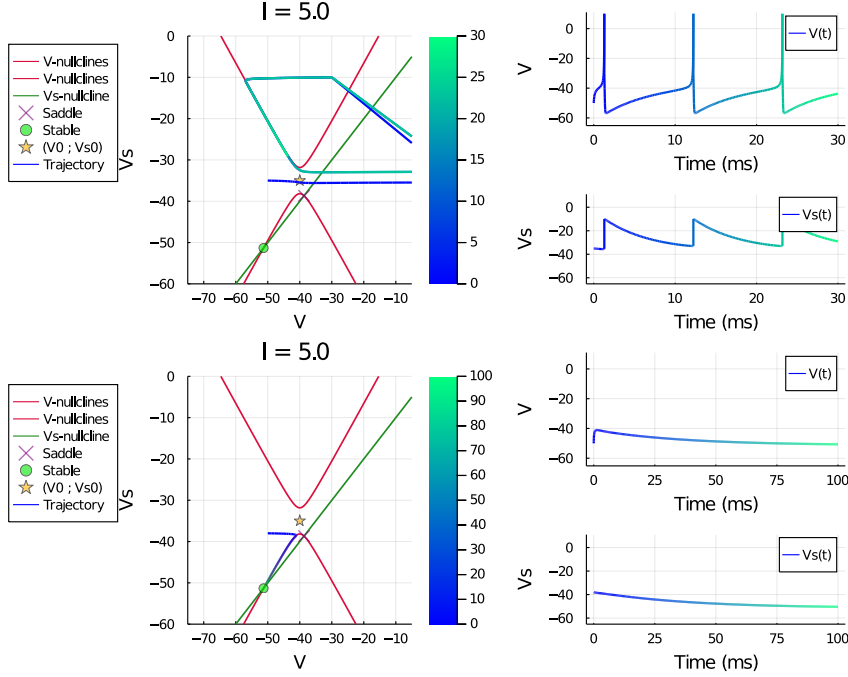 I = 5.0
V-nullclines
V-nullclines
Vs-nullcline
Saddle
Stable
(V0 ; Vs0)
Trajectory
Vs
0
−10
−20
−30
−40
−50
−60
−70 −60 −50 −40 −30 −20 −10
V
30
25
20
15
10
5
0
V
0
−20
−40
−60
V(t)
0 10 20 30
Time (ms)
Vs
0
−20
−40
−60
Vs(t)
0 10 20 30
Time (ms)
I = 5.0
V-nullclines
V-nullclines
Vs-nullcline
Saddle
Stable
(V0 ; Vs0)
Trajectory
Vs
0
−10
−20
−30
−40
−50
−60
−70 −60 −50 −40 −30 −20 −10
V
100
90
80
70
60
50
40
30
20
10
0
V
0
−20
−40
−60
V(t)
0 25 50 75 100
Time (ms)
Vs
0
−20
−40
−60
Vs(t)
0 25 50 75 100
Time (ms)